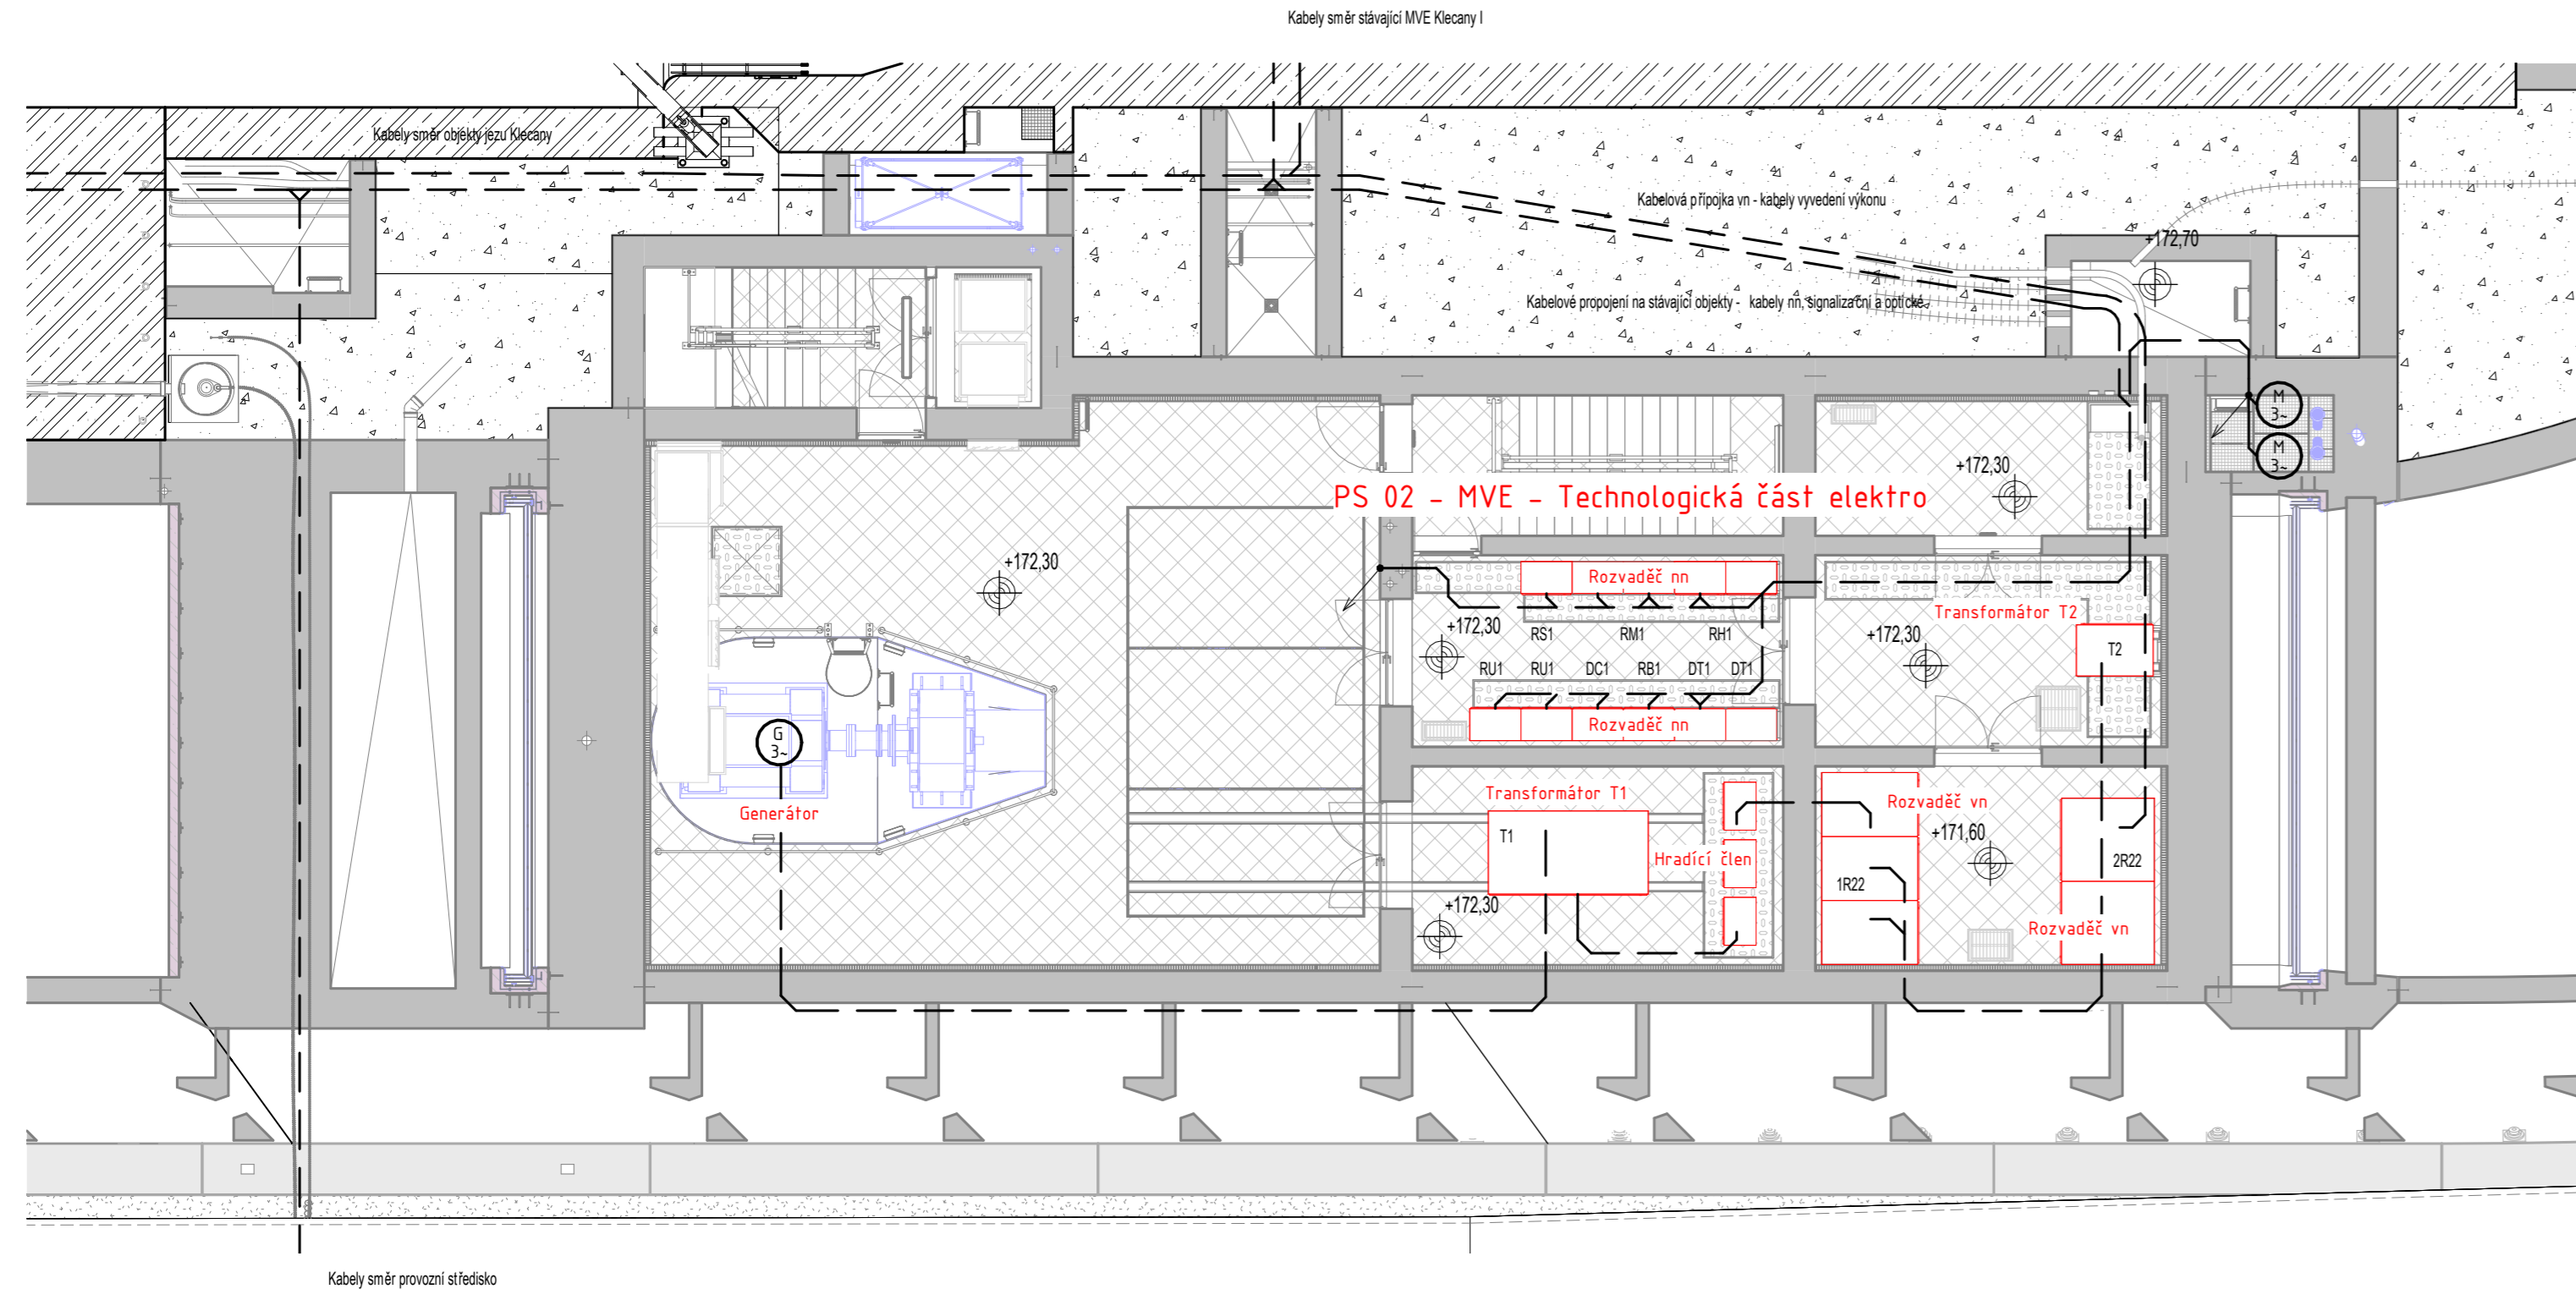 Kabely směr stávající MVE Klecany I
Kabely směr objekty jezu Klecany
Kabelová přípojka vn - kabely vyvedení výkonu
+172,70
Kabelové propojení na stávající objekty - kabely nn, signalizační a optické
M
3~
M
3~
+172,30
PS 02 - MVE - Technologická část elektro
+172,30
Rozvaděč nn
Transformátor T2
+172,30
RS1
RM1
RH1
+172,30
T2
RU1
RU1
DC1
RB1
DT1
DT1
Rozvaděč nn
G
3~
Generátor
Transformátor T1
Rozvaděč vn
T1
+171,60
Hradící člen
2R22
1R22
+172,30
Rozvaděč vn
Kabely směr provozní středisko